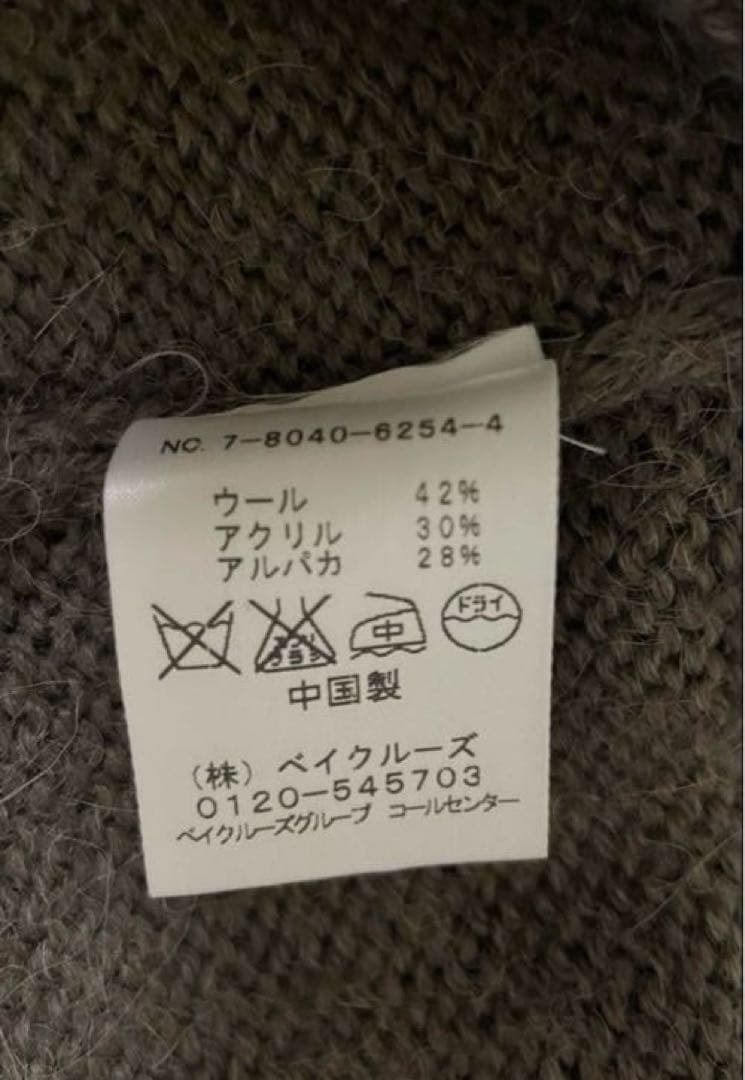 NO. 7-8040-6254-4
ウール 42%
アクリル 30%
アルパカ 28%
中 ドライ
中国製
(株) ベイクルーズ
0120-545703
ベイクルーズグループ コールセンター